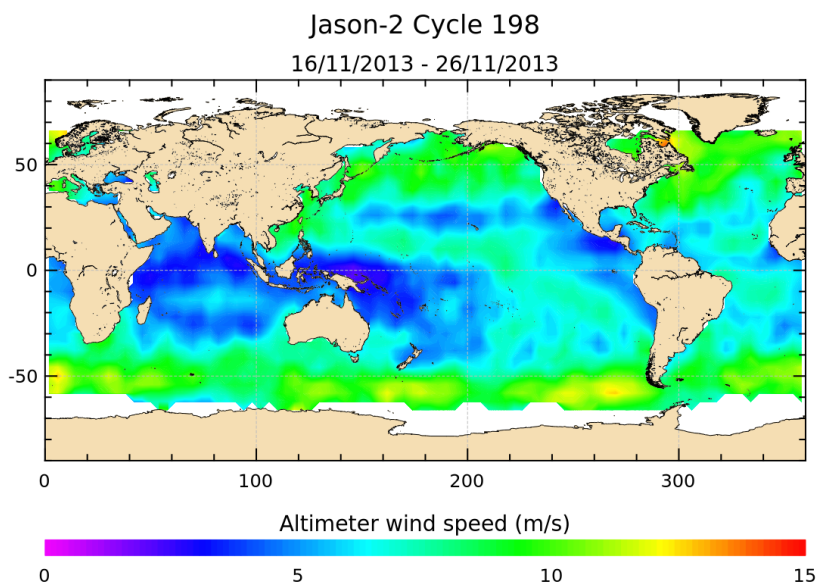 Jason-2 Cycle 198
16/11/2013 - 26/11/2013
50
0
-50
0 100 200 300
Altimeter wind speed (m/s)
0 5 10 15